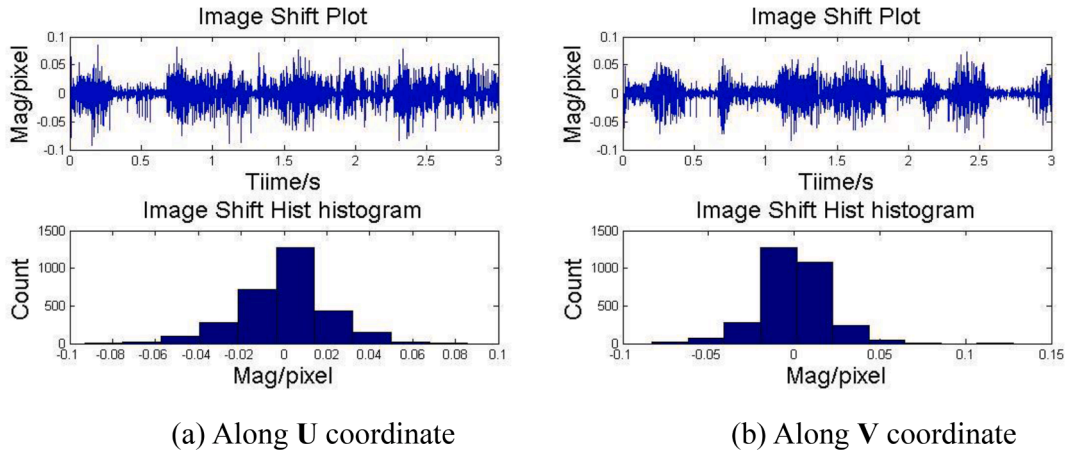 Image Shift Plot
Mag/pixel
0.1
0.05
0
-0.05
-0.1
0 0.5 1 1.5 2 2.5 3
Tiime/s
Image Shift Hist histogram
Count
1500
1000
500
0
-0.1 -0.08 -0.06 -0.04 -0.02 0 0.02 0.04 0.06 0.08 0.1
Mag/pixel
(a) Along U coordinate
Image Shift Plot
Mag/pixel
0.1
0.05
0
-0.05
-0.1
0 0.5 1 1.5 2 2.5 3
Tiime/s
Image Shift Hist histogram
Count
1500
1000
500
0
-0.1 -0.05 0 0.05 0.1 0.15
Mag/pixel
(b) Along V coordinate